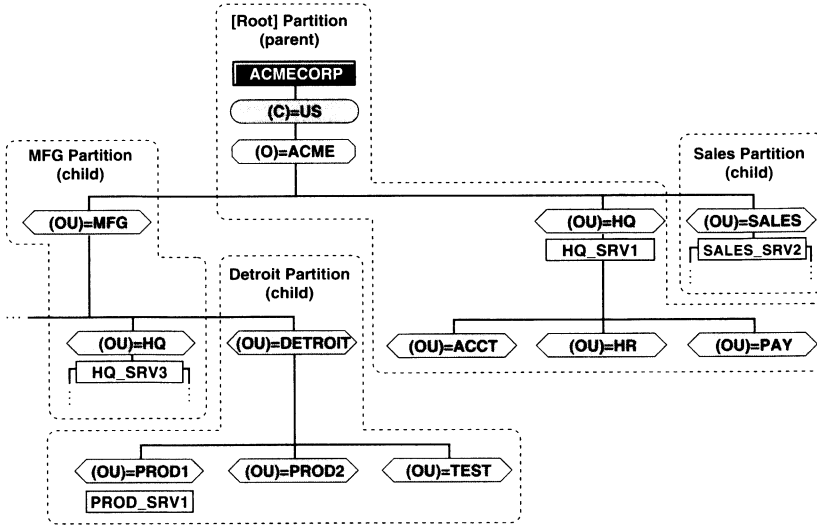 [Root] Partition
(parent)
ACMECORP
(C)=US
(O)=ACME
MFG Partition
(child)
Sales Partition
(child)
(OU)=MFG
(OU)=HQ
(OU)=SALES
HQ_SRV1
SALES_SRV2
Detroit Partition
(child)
(OU)=HQ
(OU)=DETROIT
(OU)=ACCT
(OU)=HR
(OU)=PAY
HQ_SRV3
(OU)=PROD1
(OU)=PROD2
(OU)=TEST
PROD_SRV1